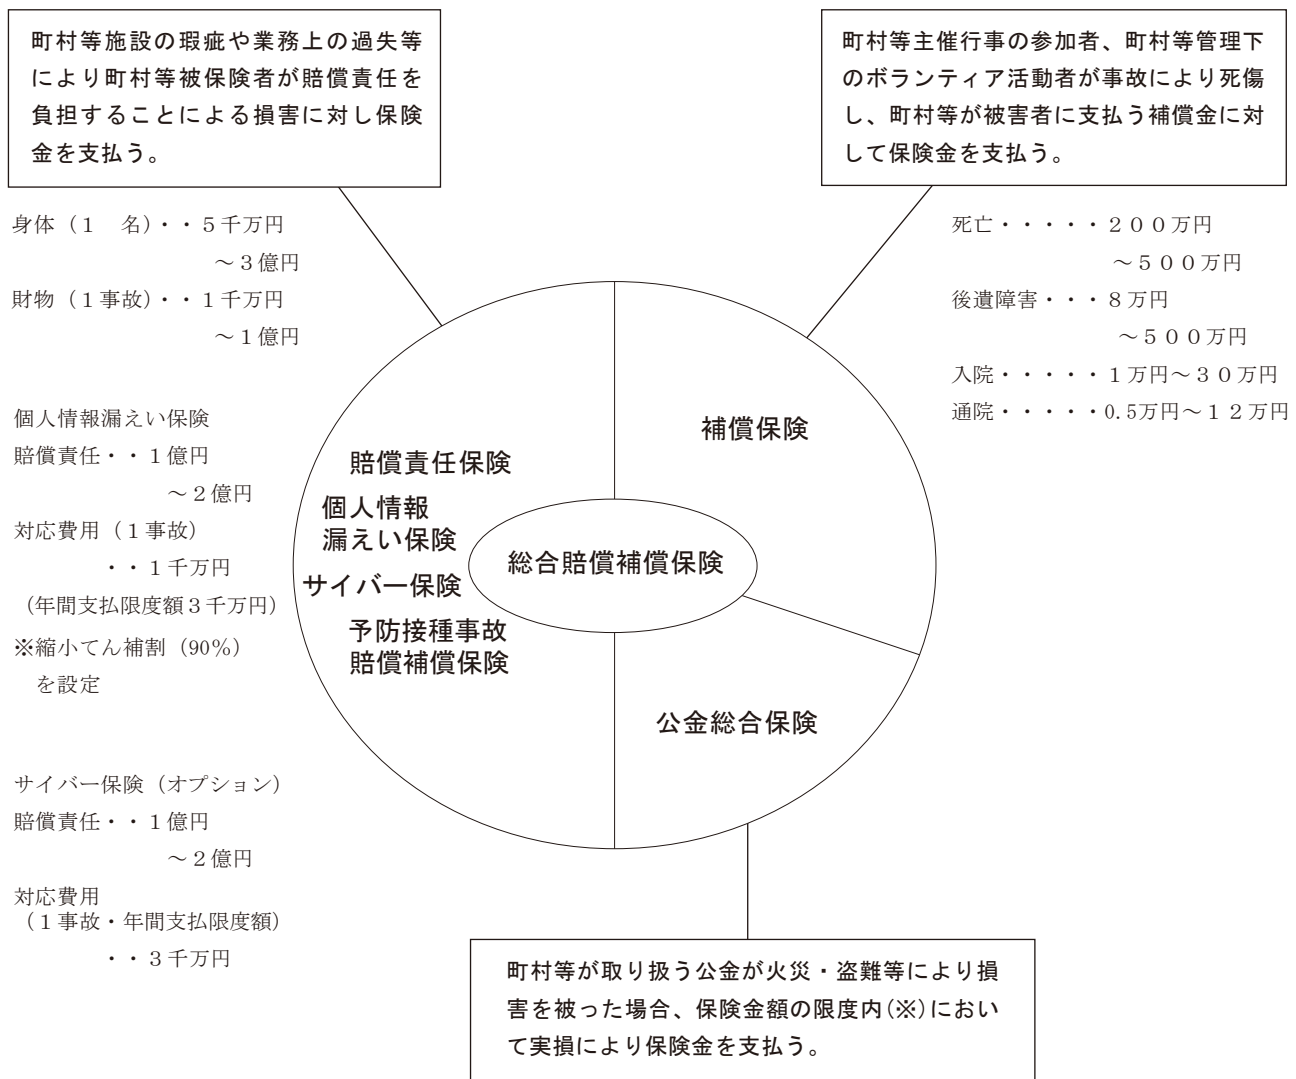 町村等施設の瑕疵や業務上の過失等
により町村等被保険者が賠償責任を
負担することによる損害に対し保険
金を支払う。
町村等主催行事の参加者、町村等管理下
のボランティア活動者が事故により死傷
し、町村等が被害者に支払う補償金に対
して保険金を支払う。
身体（１　名）・・５千万円
～３億円
財物（１事故）・・１千万円
～１億円
個人情報漏えい保険
賠償責任・・１億円
～２億円
対応費用（１事故）
・・１千万円
（年間支払限度額３千万円）
※縮小てん補割（90％）
を設定
サイバー保険（オプション）
賠償責任・・１億円
～２億円
対応費用
（１事故・年間支払限度額）
・・３千万円
死亡・・・・・２００万円
～５００万円
後遺障害・・・８万円
～５００万円
入院・・・・・１万円～３０万円
通院・・・・・0.5万円～１２万円
賠償責任保険
個人情報
漏えい保険
サイバー保険
予防接種事故
賠償補償保険
補償保険
総合賠償補償保険
公金総合保険
町村等が取り扱う公金が火災・盗難等により損
害を被った場合、保険金額の限度内(※)におい
て実損により保険金を支払う。